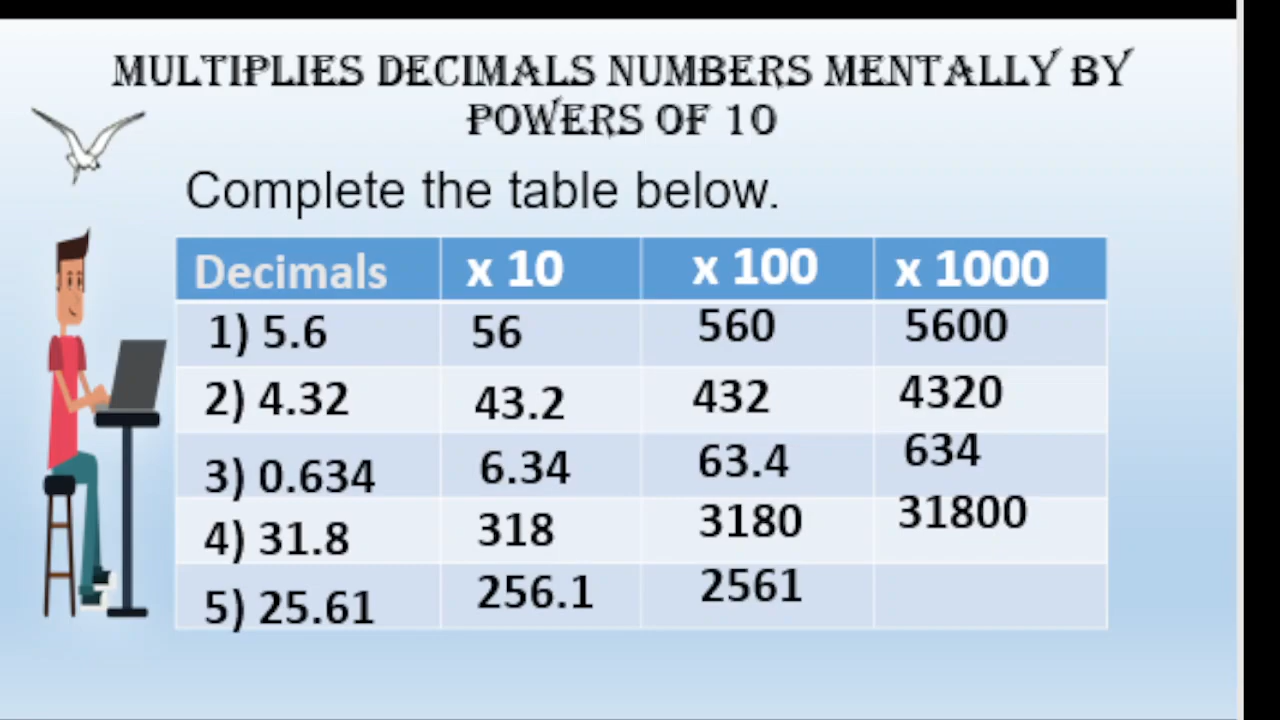 MULTIPLIES DECIMALS NUMBERS MENTALLY BY
POWERS OF 10
Complete the table below.
Decimals x 10 x 100 x 1000
1) 5.6 56 560 5600
2) 4.32 43.2 432 4320
3) 0.634 6.34 63.4 634
4) 31.8 318 3180 31800
5) 25.61 256.1 2561